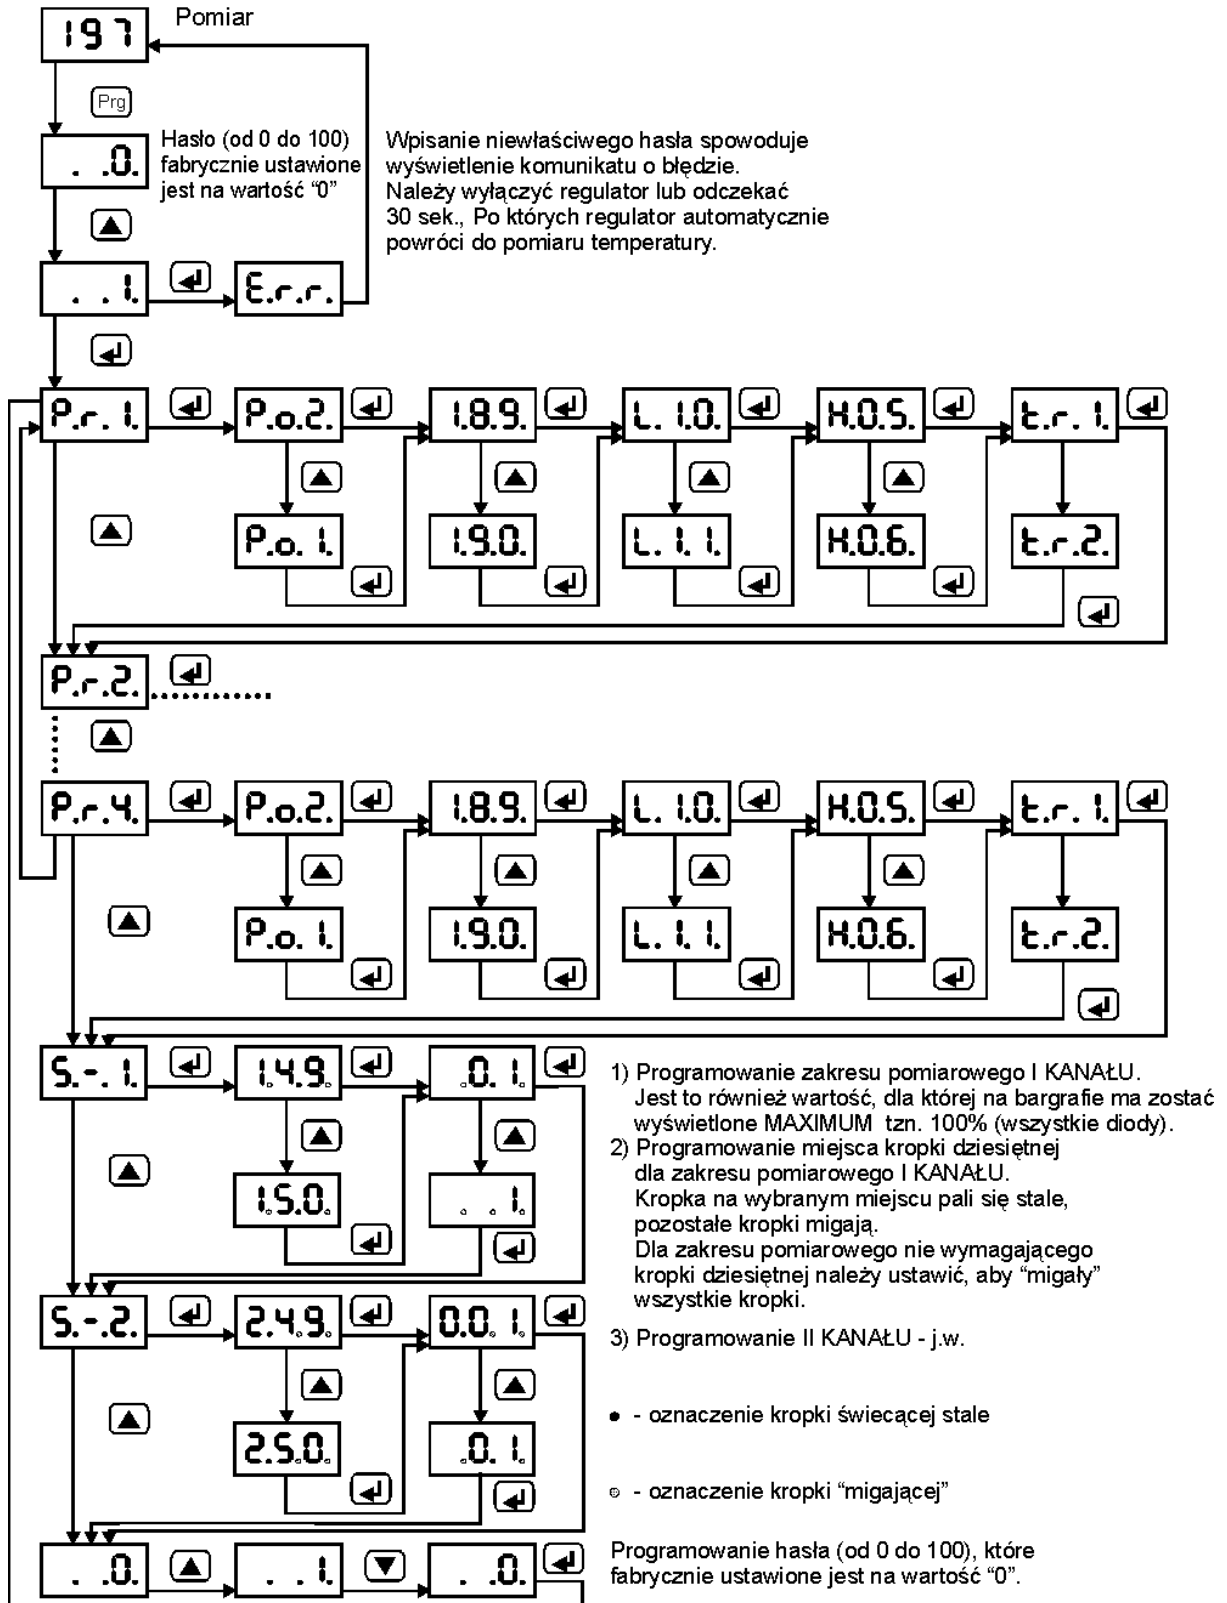 197 Pomiar
Prg
. .0.
Hasło (od 0 do 100)
fabrycznie ustawione
jest na wartość “0”
Wpisanie niewłaściwego hasła spowoduje
wyświetlenie komunikatu o błędzie.
Należy wyłączyć regulator lub odczekać
30 sek., Po których regulator automatycznie
powróci do pomiaru temperatury.
. . 1. E.r.r.
P.r. 1. P.o.2. 1.8.9. L. 1.0. H.0.5. t.r. 1.
P.o. 1. 1.9.0. L. 1. 1. H.0.6. t.r.2.
P.r.2.
P.r.4. P.o.2. 1.8.9. L. 1.0. H.0.5. t.r. 1.
P.o. 1. 1.9.0. L. 1. 1. H.0.6. t.r.2.
S.-. 1. 1.4.9. .0. 1.
1.5.0. . . 1.
1) Programowanie zakresu pomiarowego I KANAŁU.
Jest to również wartość, dla której na bargrafie ma zostać
wyświetlone MAXIMUM tzn. 100% (wszystkie diody).
2) Programowanie miejsca kropki dziesiętnej
dla zakresu pomiarowego I KANAŁU.
Kropka na wybranym miejscu pali się stale,
pozostałe kropki migają.
Dla zakresu pomiarowego nie wymagającego
kropki dziesiętnej należy ustawić, aby “migały”
wszystkie kropki.
S.-.2. 2.4.9. 0.0. 1.
2.5.0. .0. 1.
3) Programowanie II KANAŁU - j.w.
● - oznaczenie kropki świecącej stale
○ - oznaczenie kropki “migającej”
. .0. . . 1. . .0.
Programowanie hasła (od 0 do 100), które
fabrycznie ustawione jest na wartość “0”.